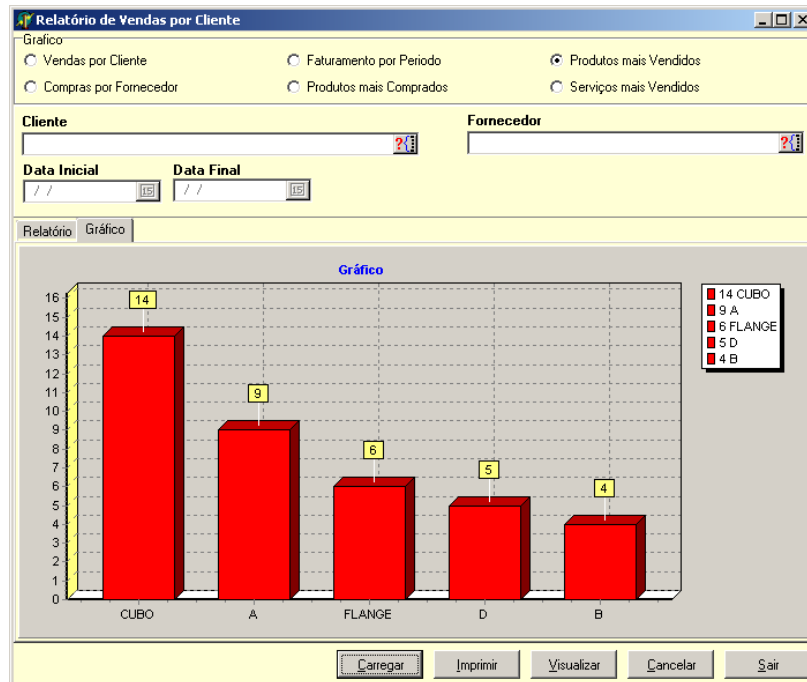 Relatório de Vendas por Cliente
Grafico
Vendas por Cliente Faturamento por Periodo Produtos mais Vendidos
Compras por Fornecedor Produtos mais Comprados Serviços mais Vendidos
Cliente Fornecedor
?{ ?{
Data Inicial Data Final
/ / 15 / / 15
Relatório Gráfico
Gráfico
16
15
14
13
12
11
10
9
8
7
6
5
4
3
2
1
0
14
9
6
5
4
CUBO A FLANGE D B
14 CUBO
9 A
6 FLANGE
5 D
4 B
Carregar Imprimir Visualizar Cancelar Sair